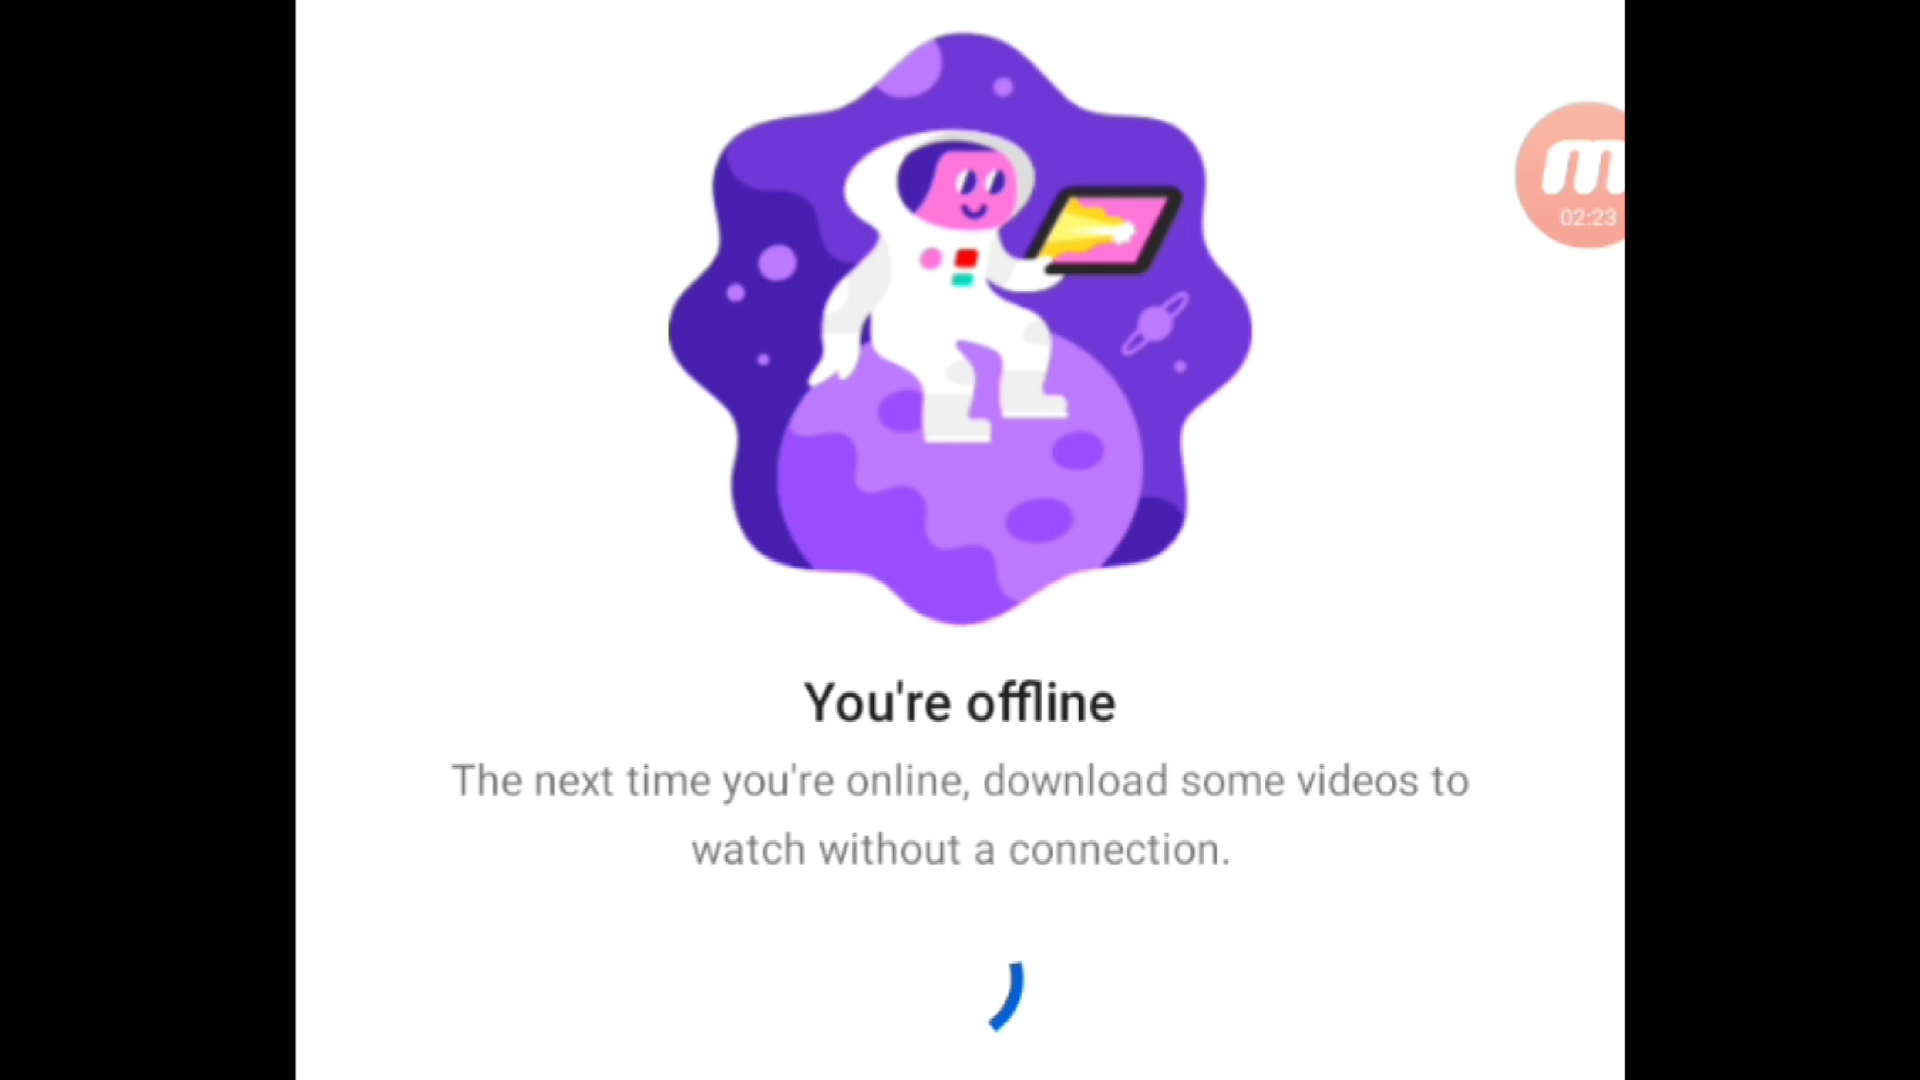 m
02:23
You're offline
The next time you're online, download some videos to
watch without a connection.